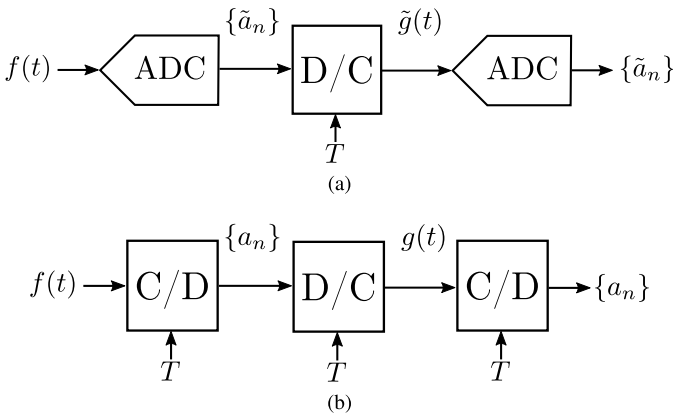 {ã_n} g̃(t)
f(t) ADC D/C ADC {ã_n}
T
(a)
{a_n} g(t)
f(t) C/D D/C C/D {a_n}
T T T
(b)